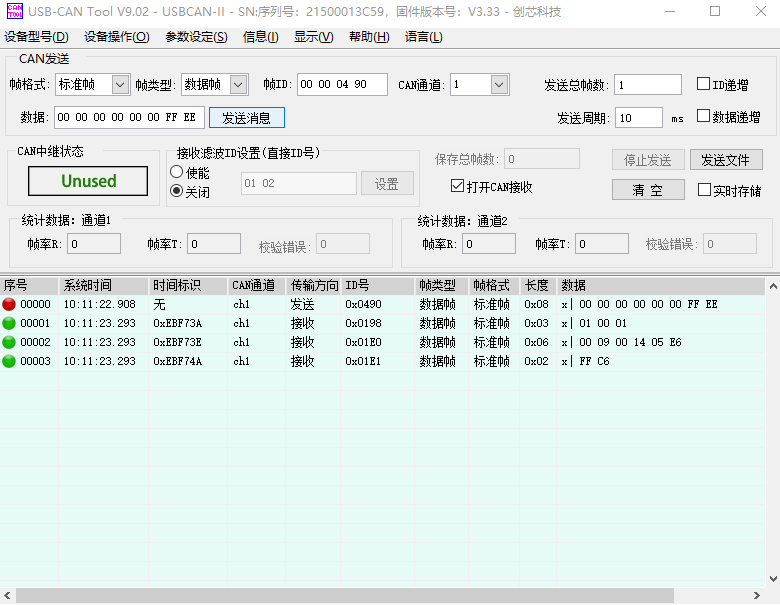 USB-CAN Tool V9.02 - USBCAN-II - SN:序列号：21500013C59，固件版本号：V3.33 - 创芯科技
设备型号(D) 设备操作(O) 参数设定(S) 信息(I) 显示(V) 帮助(H) 语言(L)
CAN发送
帧格式: 标准帧 帧类型: 数据帧 帧ID: 00 00 04 90 CAN通道: 1 发送总帧数: 1 ID递增
数据: 00 00 00 00 00 00 FF EE 发送消息 发送周期: 10 ms 数据递增
CAN中继状态 接收滤波ID设置(直接ID号) 保存总帧数: 0 停止发送 发送文件
Unused 使能 01 02 设置 打开CAN接收 清 空 实时存储
关闭
统计数据: 通道1 统计数据: 通道2
帧率R: 0 帧率T: 0 校验错误: 0 帧率R: 0 帧率T: 0 校验错误: 0
序号 系统时间 时间标识 CAN通道 传输方向 ID号 帧类型 帧格式 长度 数据
00000 10:11:22.908 无 ch1 发送 0x0490 数据帧 标准帧 0x08 x| 00 00 00 00 00 00 FF EE
00001 10:11:23.293 0xEBF73A ch1 接收 0x0198 数据帧 标准帧 0x03 x| 01 00 01
00002 10:11:23.293 0xEBF73E ch1 接收 0x01E0 数据帧 标准帧 0x06 x| 00 09 00 14 05 E6
00003 10:11:23.293 0xEBF74A ch1 接收 0x01E1 数据帧 标准帧 0x02 x| FF C6